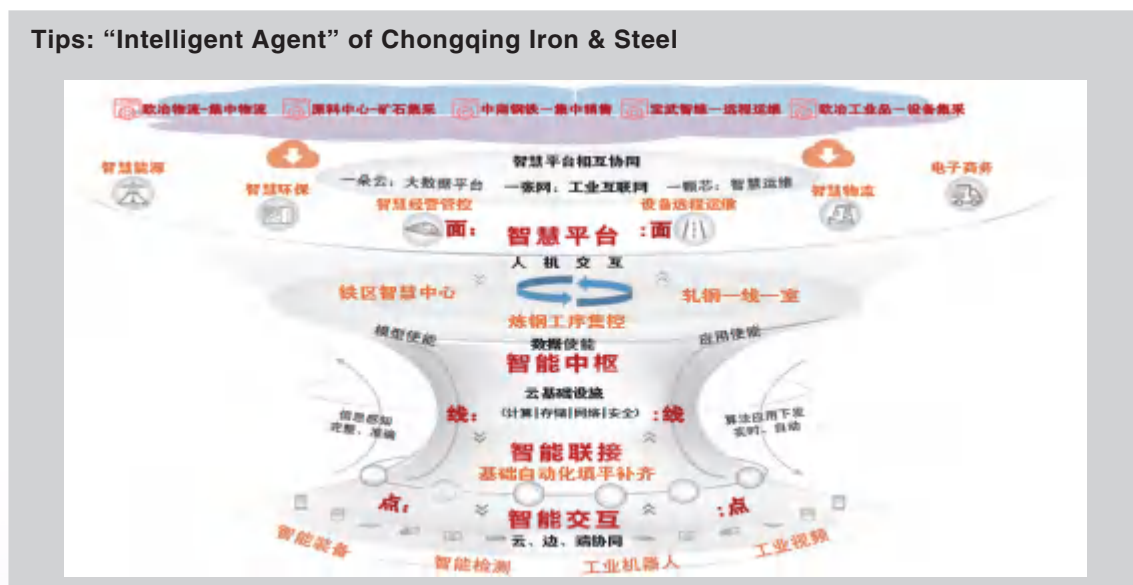 Tips: “Intelligent Agent” of Chongqing Iron & Steel
欧冶物流-集中物流 原料中心-矿石集采 中南钢铁-集中销售 宝武智维-远程运维 欧冶工业品-设备集采
智慧平台相互协同
智慧能源 电子商务
一朵云：大数据平台 一张网：工业互联网 一颗芯：智慧运维
智慧环保 智慧物流
智慧经营管控 设备远程运维
面： 智慧平台 :面
人 机 交 互
铁区智慧中心 轧钢一线一室
炼钢工序集控
模型使能 数据使能 应用使能
智能中枢
云基础设施
线： (计算|存储|网络|安全) :线
信息感知 算法应用下发
完整、准确 实时、自动
智能联接
基础自动化填平补齐
点： 智能交互 :点
云、边、端协同
智能装备 智能检测 工业机器人 工业视频